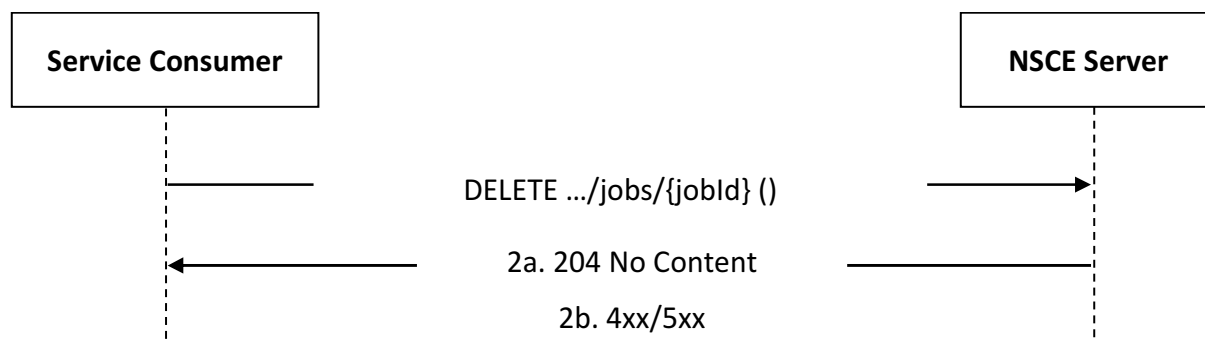 Service Consumer
NSCE Server
DELETE .../jobs/{jobId} ()
2a. 204 No Content
2b. 4xx/5xx